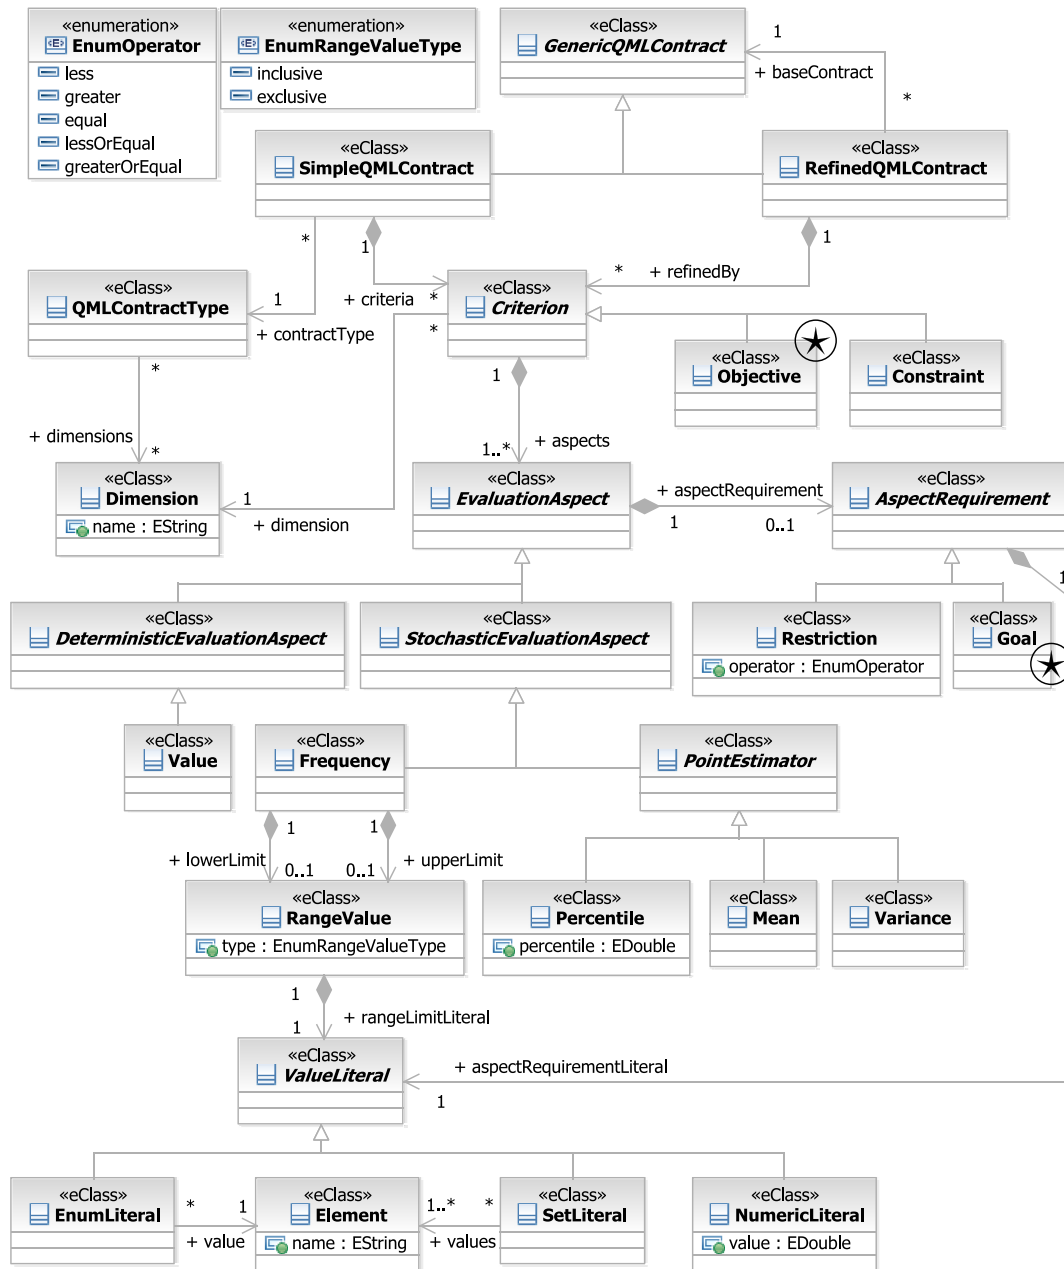 «enumeration»
EnumOperator
less
greater
equal
lessOrEqual
greaterOrEqual
«enumeration»
EnumRangeValueType
inclusive
exclusive
«eClass»
GenericQMLContract
1
+ baseContract
*
«eClass»
SimpleQMLContract
«eClass»
RefinedQMLContract
*
1
1
«eClass»
QMLContractType
1
+ contractType
+ criteria
*
*
+ refinedBy
*
«eClass»
Criterion
«eClass»
Objective
«eClass»
Constraint
*
+ dimensions
*
1
1..*
+ aspects
«eClass»
Dimension
name : EString
1
+ dimension
«eClass»
EvaluationAspect
+ aspectRequirement
1
0..1
«eClass»
AspectRequirement
1
«eClass»
DeterministicEvaluationAspect
«eClass»
StochasticEvaluationAspect
«eClass»
Restriction
operator : EnumOperator
«eClass»
Goal
«eClass»
Value
«eClass»
Frequency
«eClass»
PointEstimator
1
1
+ lowerLimit
0..1
0..1
+ upperLimit
«eClass»
RangeValue
type : EnumRangeValueType
«eClass»
Percentile
percentile : EDouble
«eClass»
Mean
«eClass»
Variance
1
1
+ rangeLimitLiteral
«eClass»
ValueLiteral
+ aspectRequirementLiteral
1
«eClass»
EnumLiteral
*
1
+ value
«eClass»
Element
name : EString
1..*
*
+ values
«eClass»
SetLiteral
«eClass»
NumericLiteral
value : EDouble